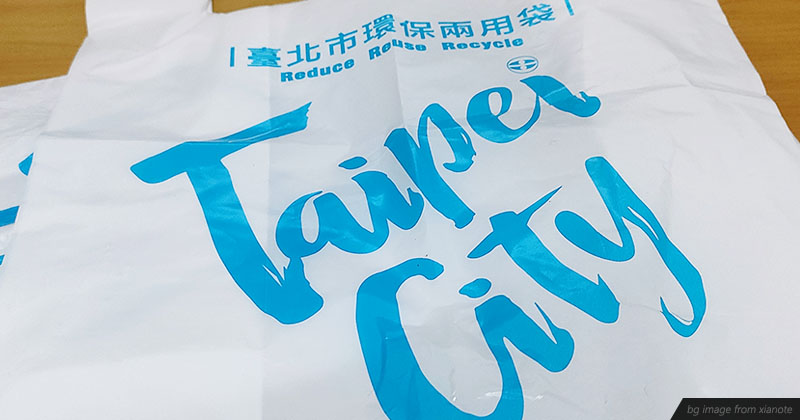 臺北市環保兩用袋
Reduce Reuse Recycle
Taipei
City
bg image from xianote